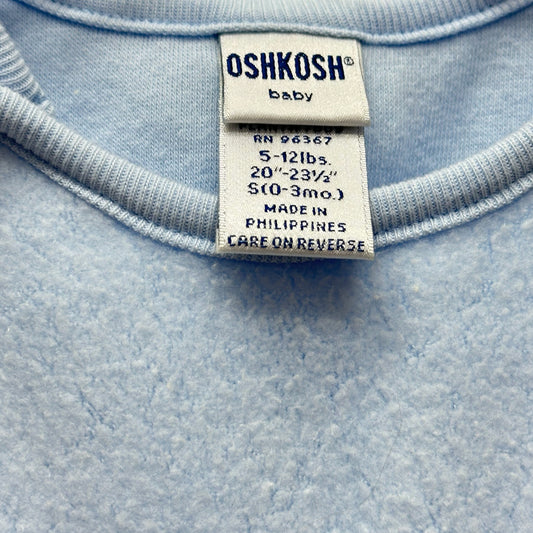 OSHKOSH®
baby
RN 96367
5-12lbs.
20"-23½"
S(0-3mo.)
MADE IN
PHILIPPINES
CARE ON REVERSE